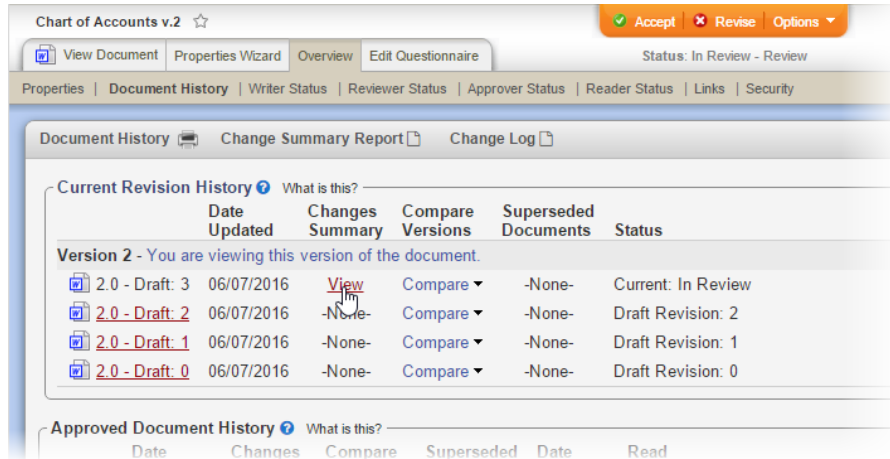 Chart of Accounts v.2
Accept Revise Options
View Document Properties Wizard Overview Edit Questionnaire
Status: In Review - Review
Properties | Document History | Writer Status | Reviewer Status | Approver Status | Reader Status | Links | Security
Document History Change Summary Report Change Log
Current Revision History What is this?
Date Updated Changes Summary Compare Versions Superseded Documents Status
Version 2 - You are viewing this version of the document.
2.0 - Draft: 3 06/07/2016 View Compare -None- Current: In Review
2.0 - Draft: 2 06/07/2016 -None- Compare -None- Draft Revision: 2
2.0 - Draft: 1 06/07/2016 -None- Compare -None- Draft Revision: 1
2.0 - Draft: 0 06/07/2016 -None- Compare -None- Draft Revision: 0
Approved Document History What is this?
Date Changes Compare Superseded Date Read